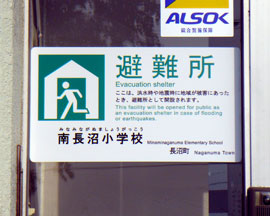 ALSOK
綜合警備保障
避難所
Evacuation shelter
ここは、洪水時や地震時に地域が被害にあった
とき、避難所として開設されます。
This facility will be opened for public as
an evacuation shelter in case of flooding
or earthquakes.
みなみながぬましょうがっこう
南長沼小学校
Minaminaganuma Elementary School
長沼町 Naganuma Town